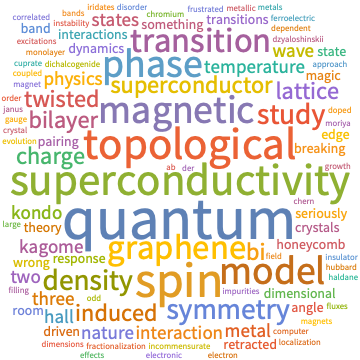 iridates disorder chromium frustrated metallic metals
correlated bands ferroelectric
instability states something transitions dependent
band interactions transition dzyaloshinskii
excitations dynamics wave state
monolayer phase temperature approach
cuprate dichalcogenide physics superconductor magic
coupled twisted magnetic lattice
magnet bilayer study doped
order janus moriya
gauge pairing topological edge
crystal charge breaking
evolution ab der growth
superconductivity
kondo quantum chern
large theory seriously
kagome graphene bi field crystals
wrong response honeycomb
two density spin model insulator
filling odd impurities dimensional hubbard
three induced symmetry angle haldane
room hall fluxes
driven nature interaction metal magnets
computer
dimensions fractionalization incommensurate retracted localization
effects electronic electron